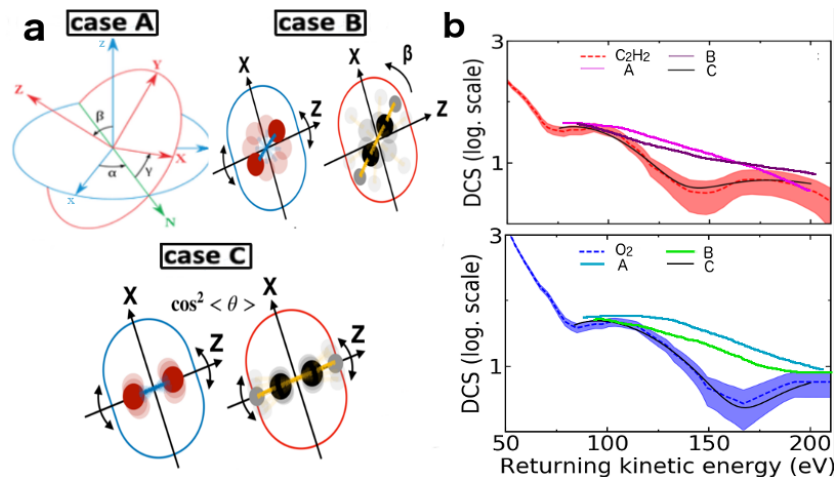 a
case A
z
Y
Z
β
X
α
γ
x
N
case B
X
Z
X
β
Z
case C
cos² < θ >
X
Z
X
Z
b
3
C₂H₂
B
A
C
:
1
DCS (log. scale)
3
O₂
B
A
C
1
DCS (log. scale)
50
100
150
200
Returning kinetic energy (eV)